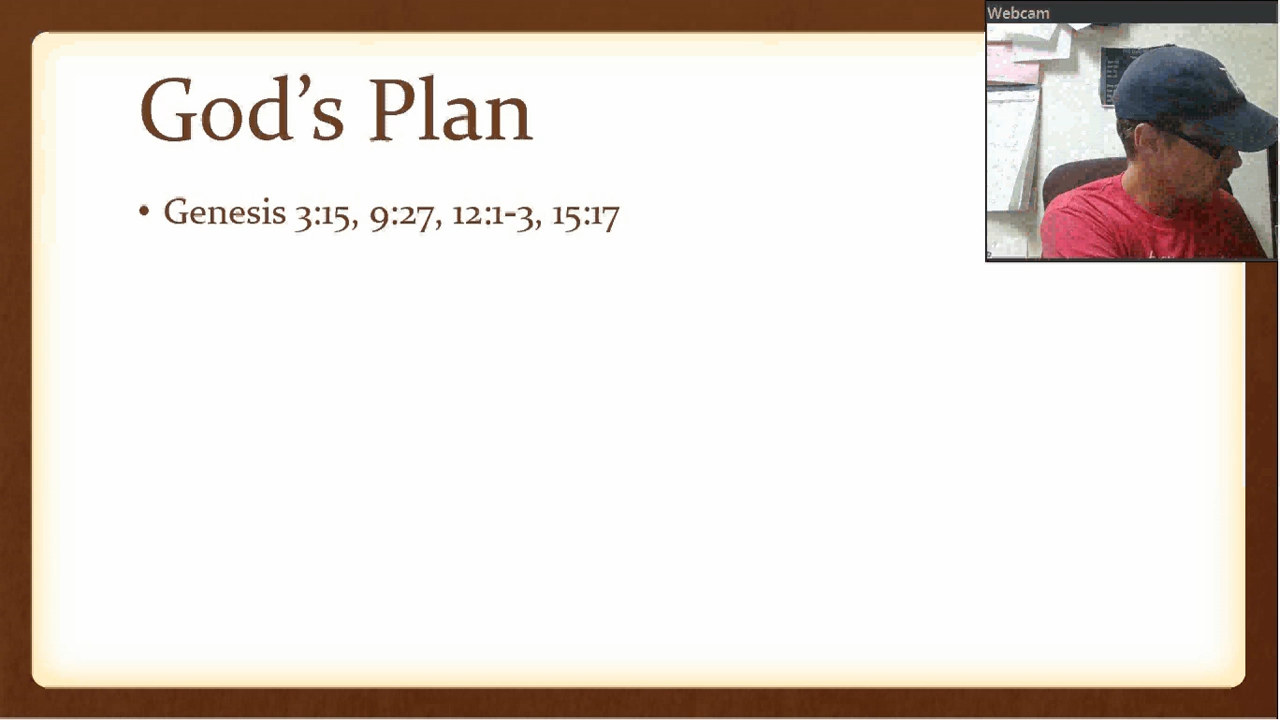 Webcam
God’s Plan
• Genesis 3:15, 9:27, 12:1-3, 15:17